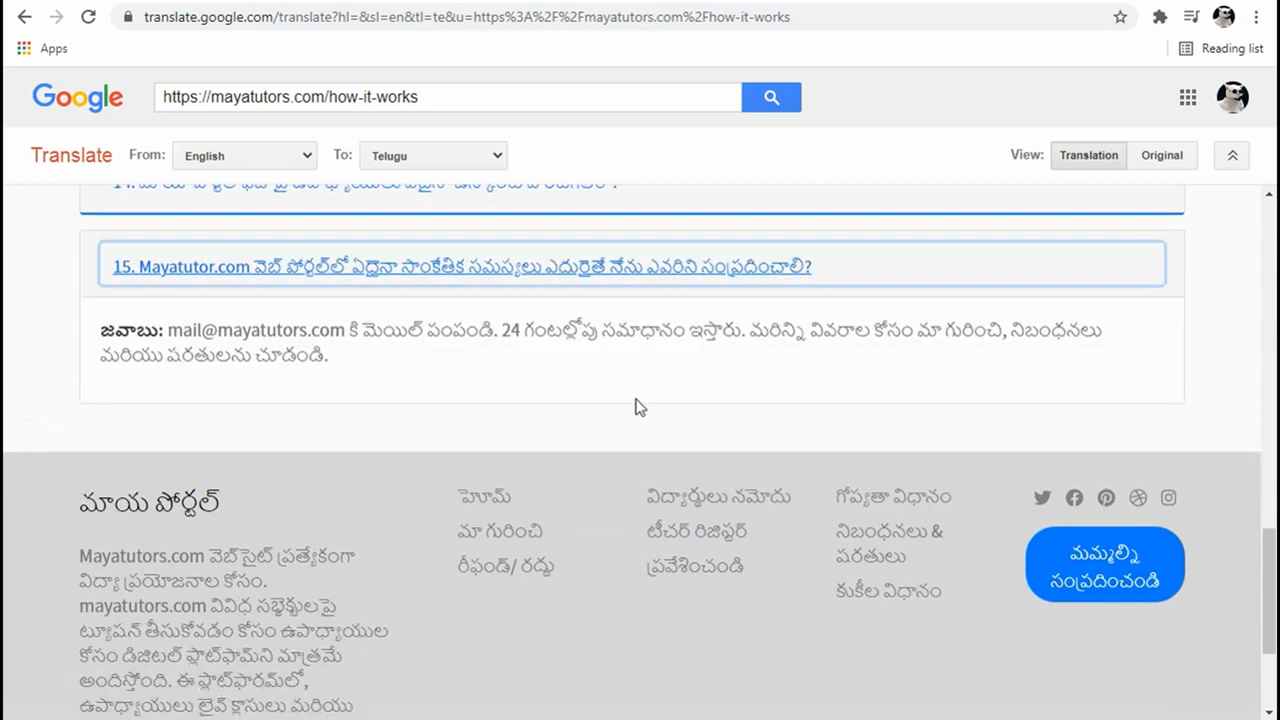 translate.google.com/translate?hl=&sl=en&tl=te&u=https%3A%2F%2Fmayatutors.com%2Fhow-it-works
Apps
Reading list
Google
https://mayatutors.com/how-it-works
Translate
From:
English
To:
Telugu
View:
Translation
Original
15. Mayatutor.com వెబ్ పోర్టల్‌లో ఏదైనా సాంకేతిక సమస్యలు ఎదురైతే నేను ఎవరిని సంప్రదించాలి?
జవాబు: mail@mayatutors.com కి మెయిల్ పంపండి. 24 గంటల్లోపు సమాధానం ఇస్తారు. మరిన్ని వివరాల కోసం మా గురించి, నిబంధనలు
మరియు షరతులను చూడండి.
మాయ పోర్టల్
Mayatutors.com వెబ్‌సైట్ ప్రత్యేకంగా
విద్యా ప్రయోజనాల కోసం.
mayatutors.com వివిధ సబ్జెక్టులపై
ట్యూషన్ తీసుకోవడం కోసం ఉపాధ్యాయుల
కోసం డిజిటల్ ప్లాట్‌ఫామ్‌ని మాత్రమే
అందిస్తోంది. ఈ ప్లాట్‌ఫారమ్‌లో,
ఉపాధ్యాయులు లైవ్ క్లాసులు మరియు
హొమ్
మా గురించి
రీఫండ్/ రద్దు
విద్యార్థులు నమోదు
టీచర్ రిజిస్టర్
ప్రవేశించండి
గోప్యతా విధానం
నిబంధనలు &
షరతులు
కుకీల విధానం
మమ్మల్ని
సంప్రదించండి